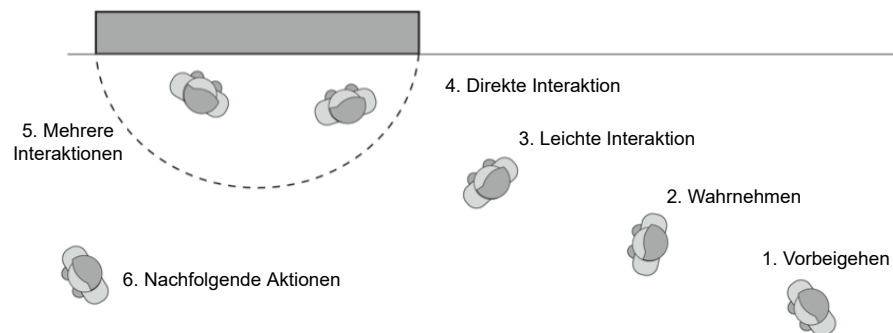 4. Direkte Interaktion
5. Mehrere
Interaktionen
3. Leichte Interaktion
2. Wahrnehmen
1. Vorbeigehen
6. Nachfolgende Aktionen